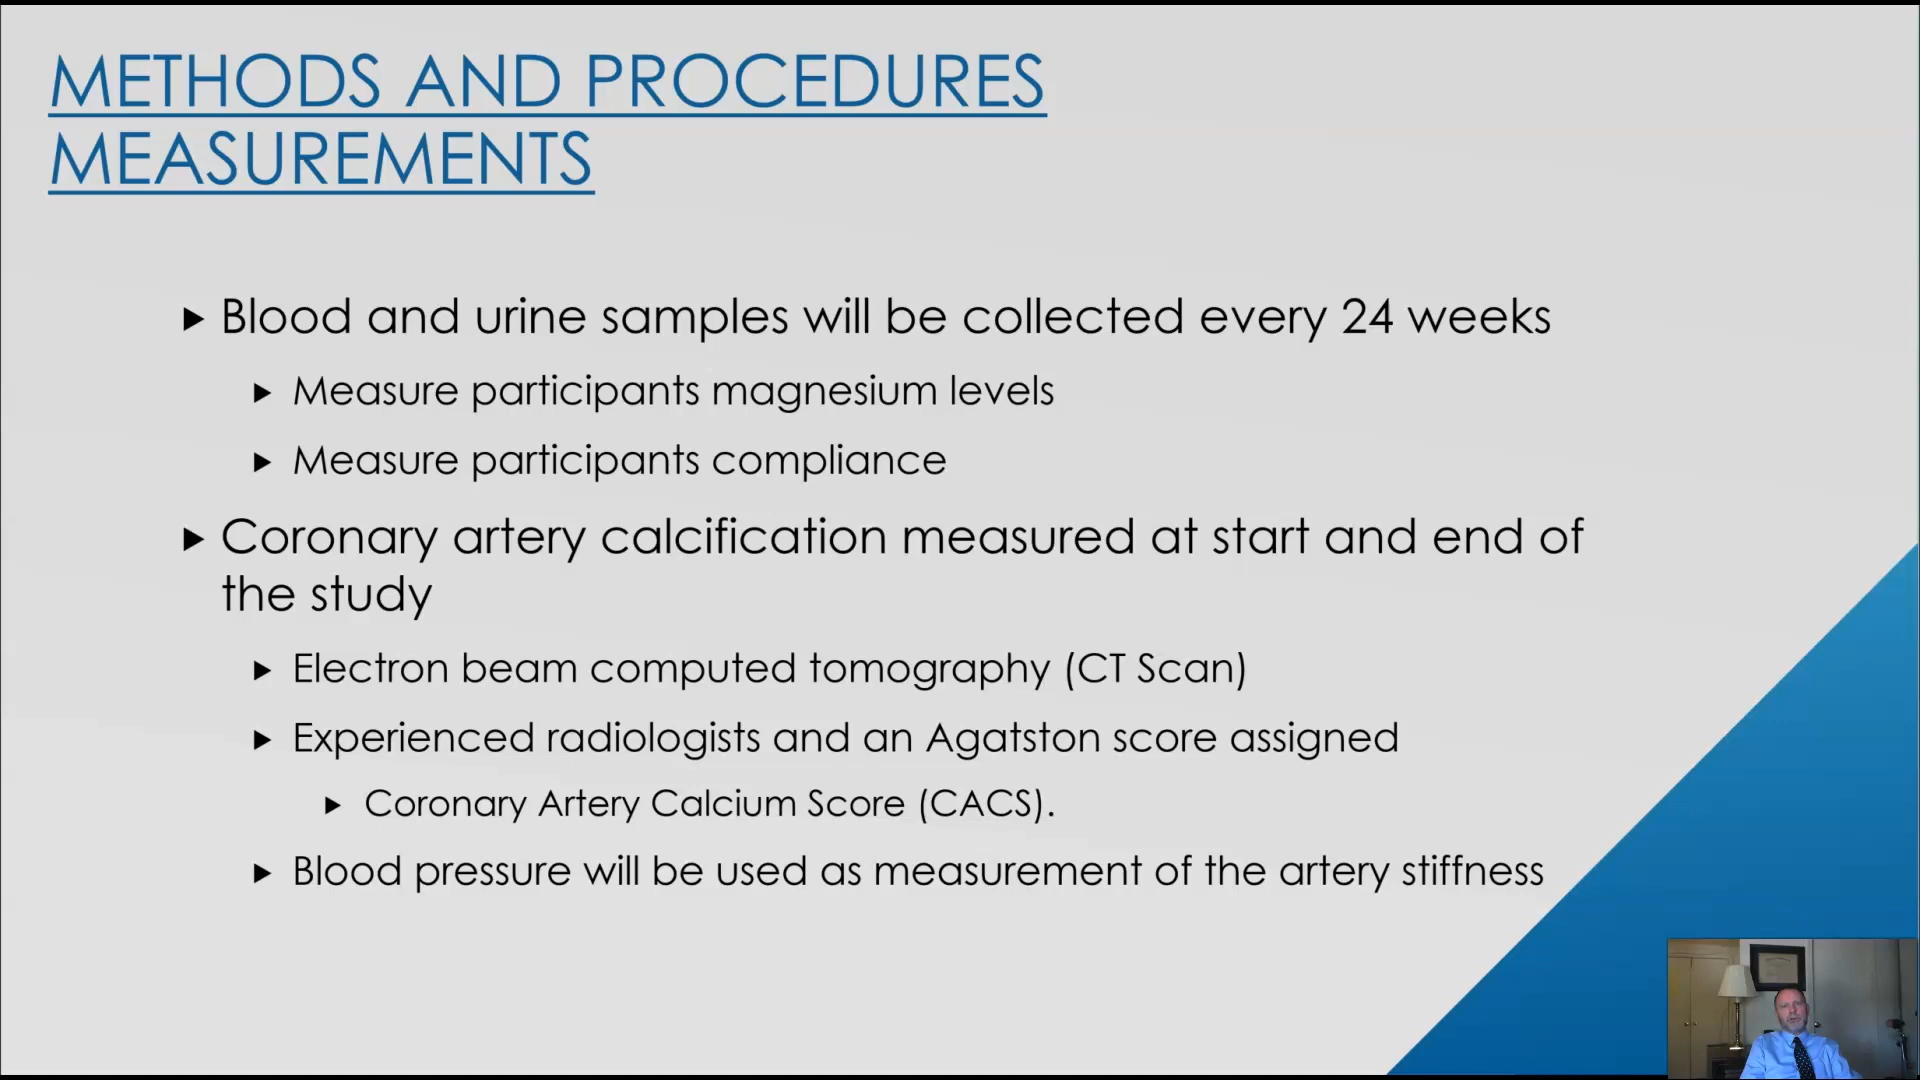 METHODS AND PROCEDURES
MEASUREMENTS
Blood and urine samples will be collected every 24 weeks
Measure participants magnesium levels
Measure participants compliance
Coronary artery calcification measured at start and end of
the study
Electron beam computed tomography (CT Scan)
Experienced radiologists and an Agatston score assigned
Coronary Artery Calcium Score (CACS).
Blood pressure will be used as measurement of the artery stiffness